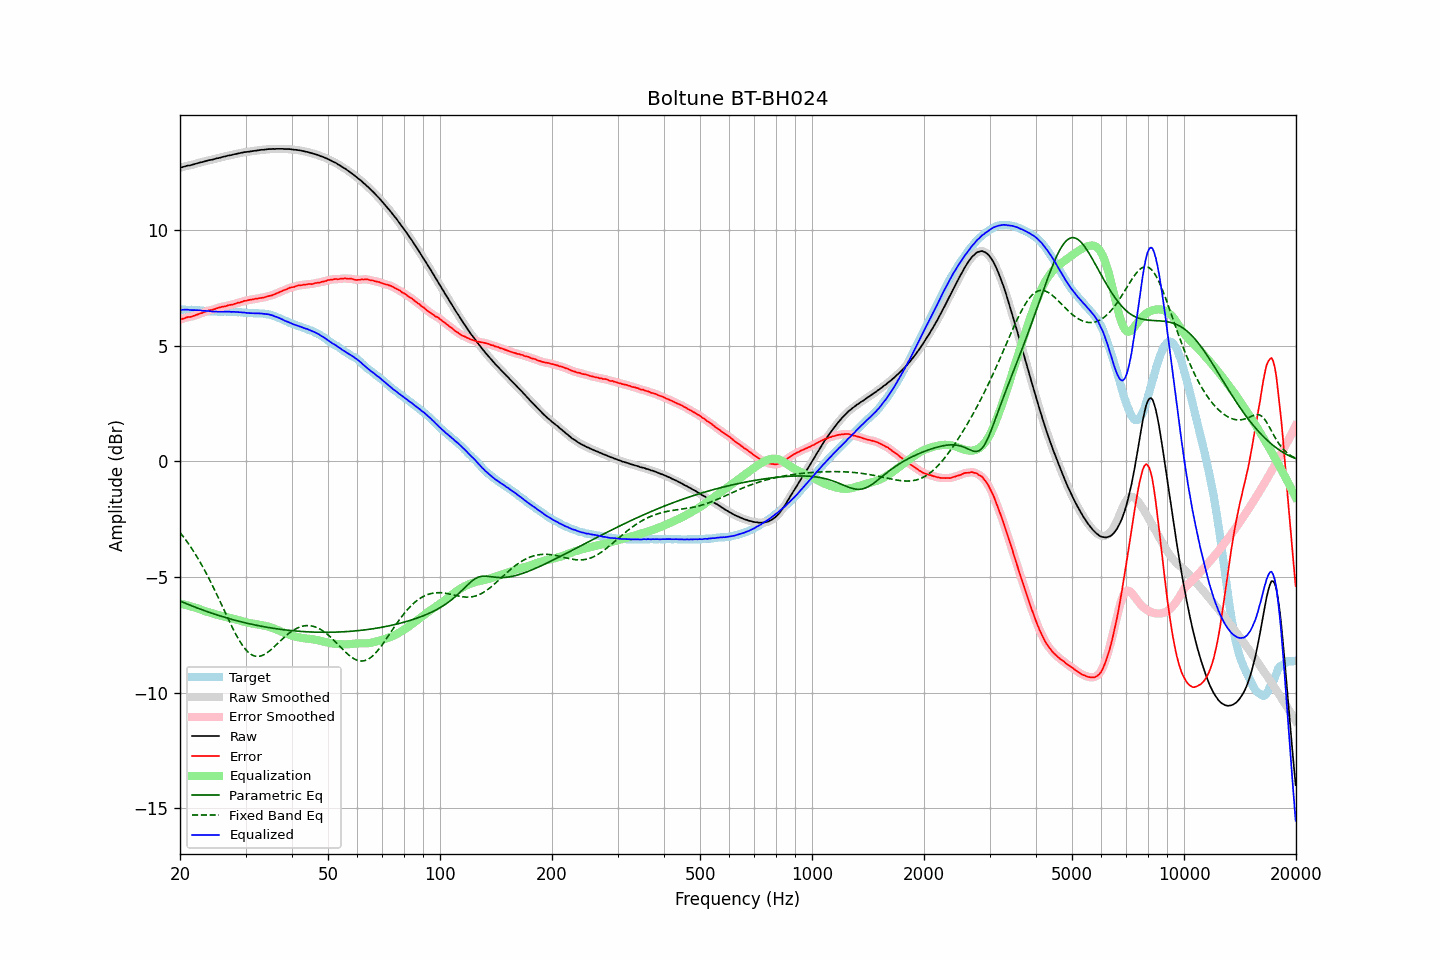 Boltune BT-BH024
Amplitude (dBr)
10
5
0
−5
−10
−15
Target
Raw Smoothed
Error Smoothed
Raw
Error
Equalization
Parametric Eq
Fixed Band Eq
Equalized
20 50 100 200 500 1000 2000 5000 10000 20000
Frequency (Hz)